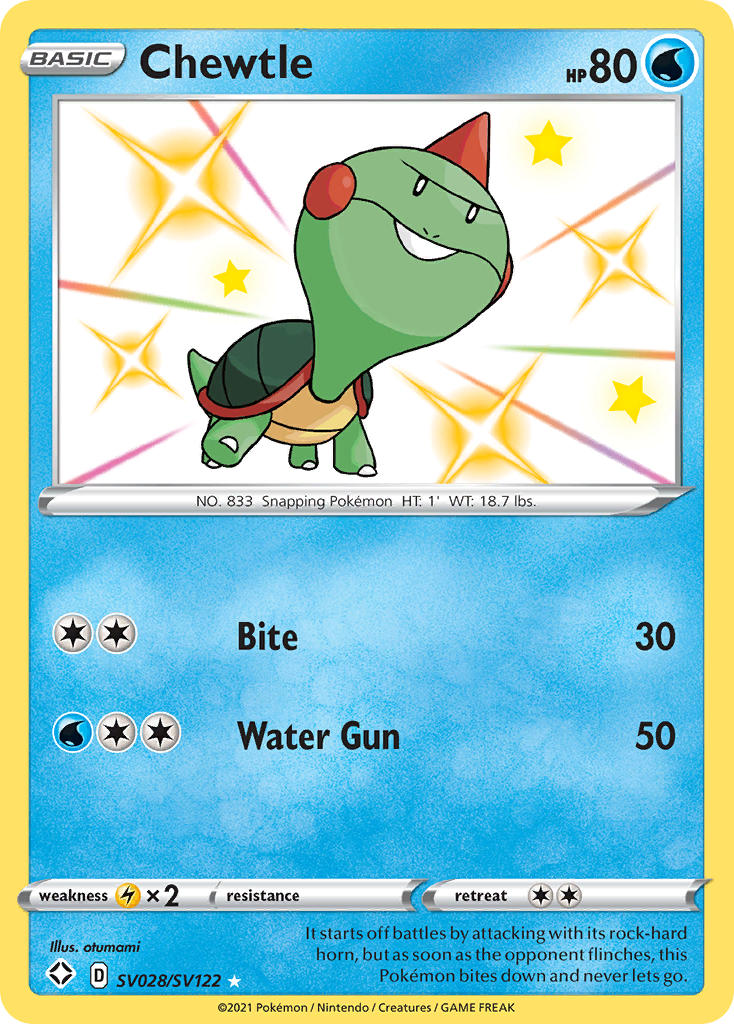 BASIC Chewtle HP80
NO. 833 Snapping Pokémon HT: 1' WT: 18.7 lbs.
Bite 30
Water Gun 50
weakness ×2 resistance retreat
It starts off battles by attacking with its rock-hard
horn, but as soon as the opponent flinches, this
Pokémon bites down and never lets go.
Illus. otumami
D SV028/SV122
©2021 Pokémon / Nintendo / Creatures / GAME FREAK